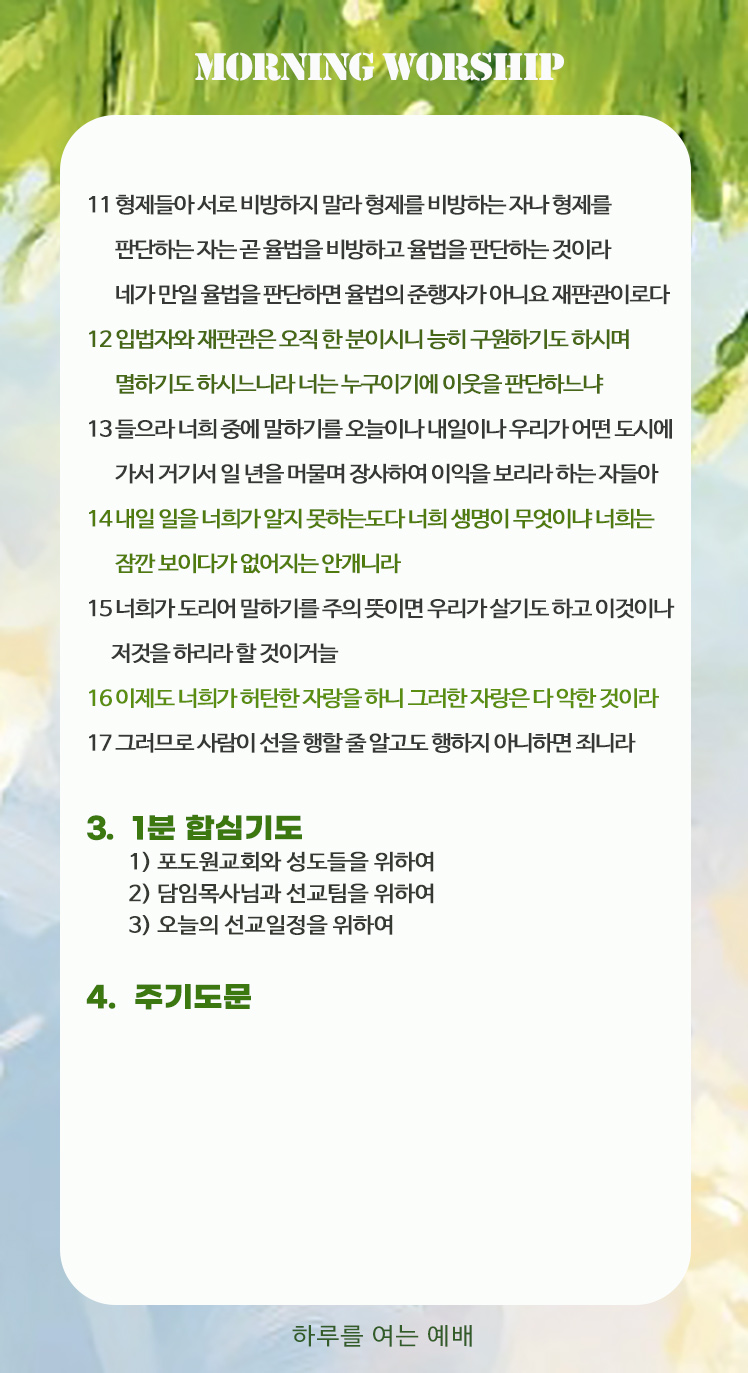 MORNING WORSHIP
11 형제들아 서로 비방하지 말라 형제를 비방하는 자나 형제를
판단하는 자는 곧 율법을 비방하고 율법을 판단하는 것이라
네가 만일 율법을 판단하면 율법의 준행자가 아니요 재판관이로다
12 입법자와 재판관은 오직 한 분이시니 능히 구원하기도 하시며
멸하기도 하시느니라 너는 누구이기에 이웃을 판단하느냐
13 들으라 너희 중에 말하기를 오늘이나 내일이나 우리가 어떤 도시에
가서 거기서 일 년을 머물며 장사하여 이익을 보리라 하는 자들아
14 내일 일을 너희가 알지 못하는도다 너희 생명이 무엇이냐 너희는
잠깐 보이다가 없어지는 안개니라
15 너희가 도리어 말하기를 주의 뜻이면 우리가 살기도 하고 이것이나
저것을 하리라 할 것이거늘
16 이제도 너희가 허탄한 자랑을 하니 그러한 자랑은 다 악한 것이라
17 그러므로 사람이 선을 행할 줄 알고도 행하지 아니하면 죄니라
3. 1분 합심기도
1) 포도원교회와 성도들을 위하여
2) 담임목사님과 선교팀을 위하여
3) 오늘의 선교일정을 위하여
4. 주기도문
하루를 여는 예배